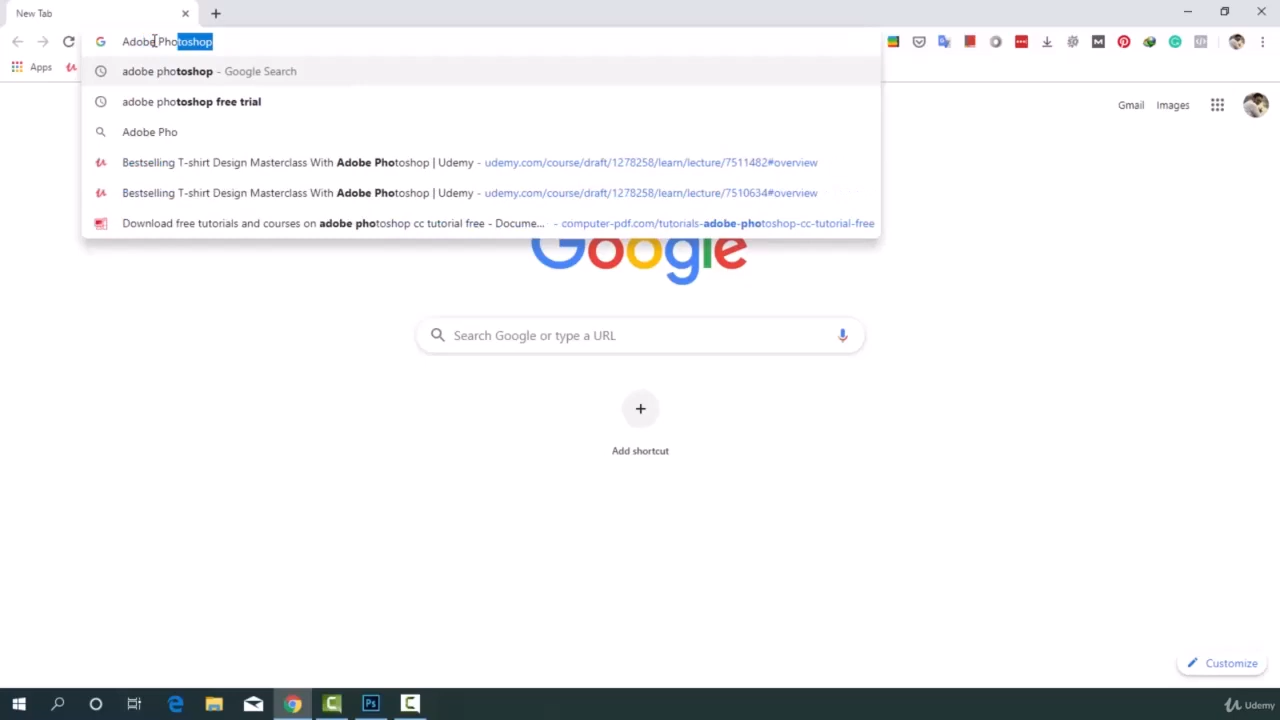 New Tab
Adobe Photoshop
Apps
adobe photoshop - Google Search
adobe photoshop free trial
Adobe Pho
Bestselling T-shirt Design Masterclass With Adobe Photoshop | Udemy - udemy.com/course/draft/1278258/learn/lecture/7511482#overview
Bestselling T-shirt Design Masterclass With Adobe Photoshop | Udemy - udemy.com/course/draft/1278258/learn/lecture/7510634#overview
Download free tutorials and courses on adobe photoshop cc tutorial free - Docume... - computer-pdf.com/tutorials-adobe-photoshop-cc-tutorial-free
Gmail Images
Google
Search Google or type a URL
Add shortcut
Customize
Ps
Udemy